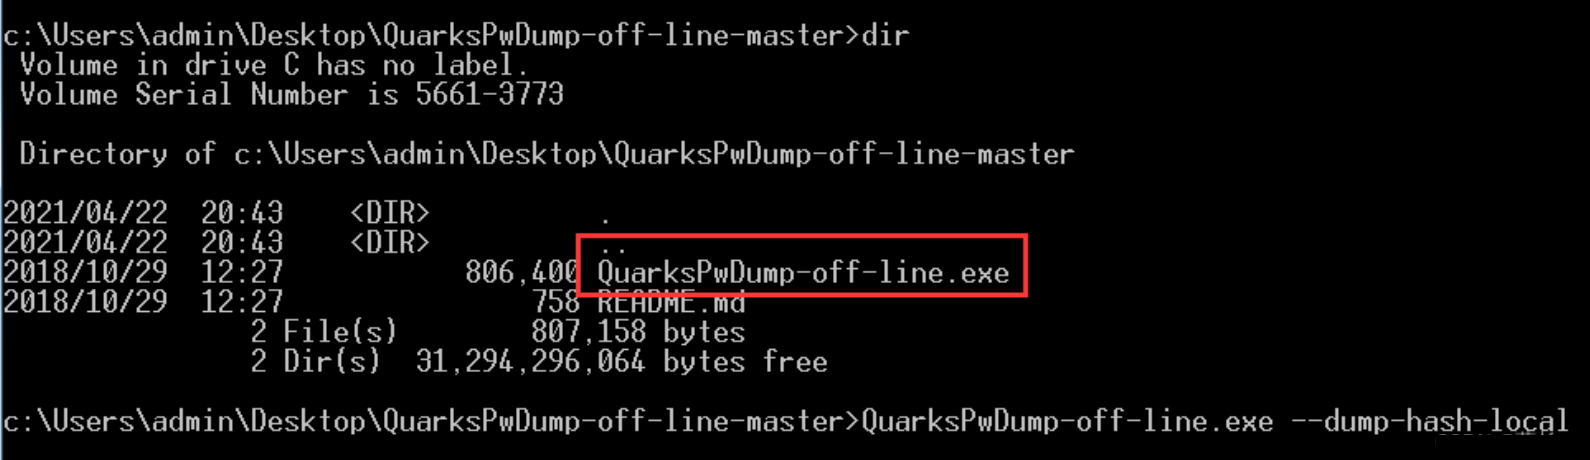 c:\Users\admin\Desktop\QuarksPwDump-off-line-master>dir
Volume in drive C has no label.
Volume Serial Number is 5661-3773
Directory of c:\Users\admin\Desktop\QuarksPwDump-off-line-master
2021/04/22  20:43    <DIR>          .
2021/04/22  20:43    <DIR>          ..
2018/10/29  12:27           806,400 QuarksPwDump-off-line.exe
2018/10/29  12:27               758 README.md
2 File(s)        807,158 bytes
2 Dir(s)  31,294,296,064 bytes free
c:\Users\admin\Desktop\QuarksPwDump-off-line-master>QuarksPwDump-off-line.exe --dump-hash-local